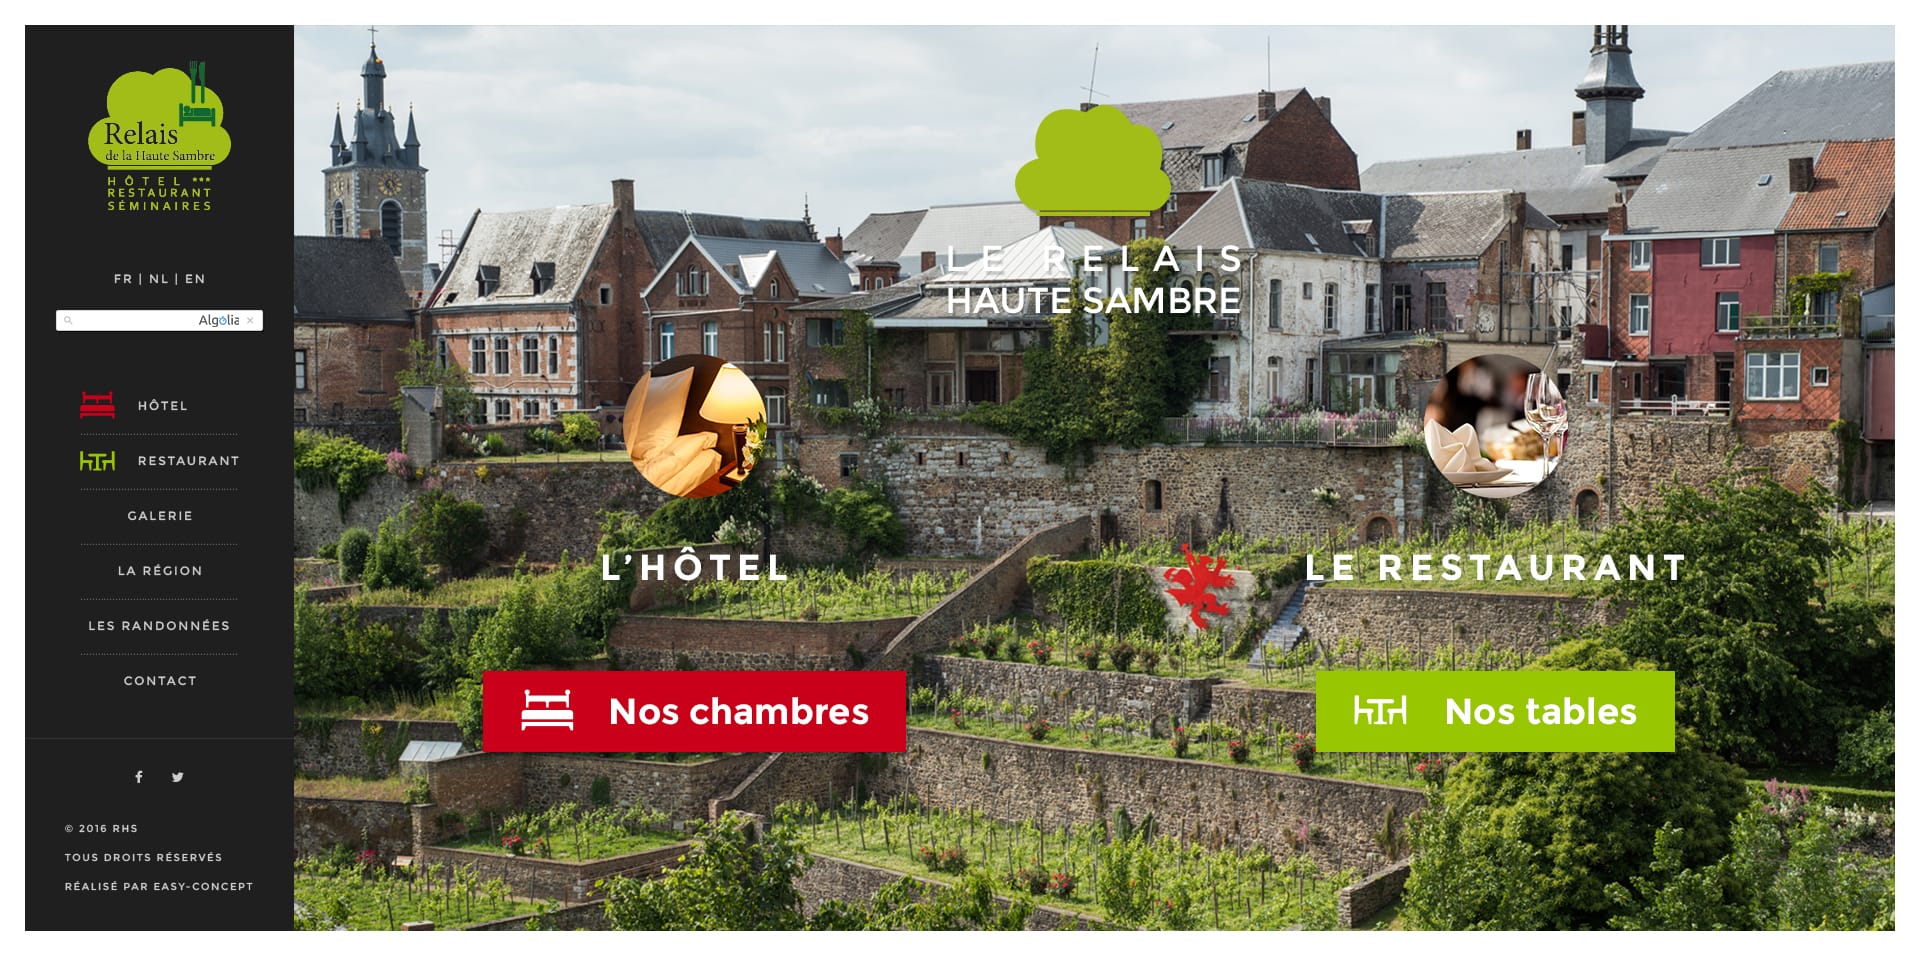 Relais
de la Haute Sambre
HÔTEL ***
RESTAURANT
SÉMINAIRES
FR | NL | EN
Algolia
HÔTEL
RESTAURANT
GALERIE
LA RÉGION
LES RANDONNÉES
CONTACT
© 2016 RHS
TOUS DROITS RÉSERVÉS
RÉALISÉ PAR EASY-CONCEPT
LE RELAIS
HAUTE SAMBRE
L’HÔTEL
Nos chambres
LE RESTAURANT
Nos tables